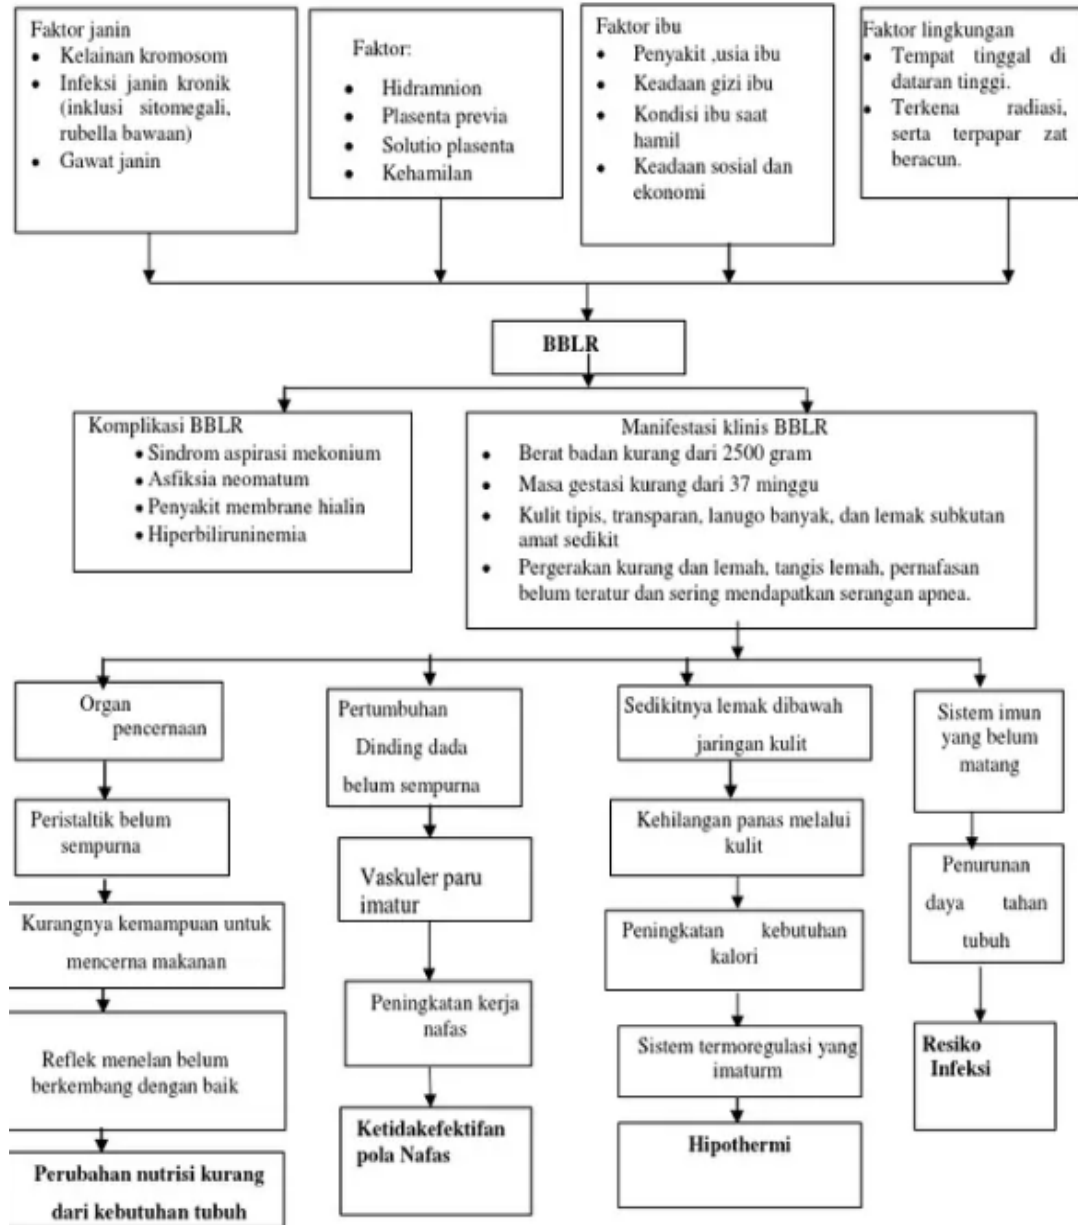 Faktor janin
• Kelainan kromosom
• Infeksi janin kronik
(inklusi sitomegali,
rubella bawaan)
• Gawat janin
Faktor:
• Hidramnion
• Plasenta previa
• Solutio plasenta
• Kehamilan
Faktor ibu
• Penyakit ,usia ibu
• Keadaan gizi ibu
• Kondisi ibu saat
hamil
• Keadaan sosial dan
ekonomi
Faktor lingkungan
• Tempat tinggal di
dataran tinggi.
• Terkena radiasi,
serta terpapar zat
beracun.
BBLR
Komplikasi BBLR
• Sindrom aspirasi mekonium
• Asfiksia neomatum
• Penyakit membrane hialin
• Hiperbiliruninemia
Manifestasi klinis BBLR
• Berat badan kurang dari 2500 gram
• Masa gestasi kurang dari 37 minggu
• Kulit tipis, transparan, lanugo banyak, dan lemak subkutan
amat sedikit
• Pergerakan kurang dan lemah, tangis lemah, pernafasan
belum teratur dan sering mendapatkan serangan apnea.
Organ
pencernaan
Peristaltik belum
sempurna
Kurangnya kemampuan untuk
mencerna makanan
Reflek menelan belum
berkembang dengan baik
Perubahan nutrisi kurang
dari kebutuhan tubuh
Pertumbuhan
Dinding dada
belum sempurna
Vaskuler paru
imatur
Peningkatan kerja
nafas
Ketidakefektifan
pola Nafas
Sedikitnya lemak dibawah
jaringan kulit
Kehilangan panas melalui
kulit
Peningkatan kebutuhan
kalori
Sistem termoregulasi yang
imaturm
Hipothermi
Sistem imun
yang belum
matang
Penurunan
daya tahan
tubuh
Resiko
Infeksi